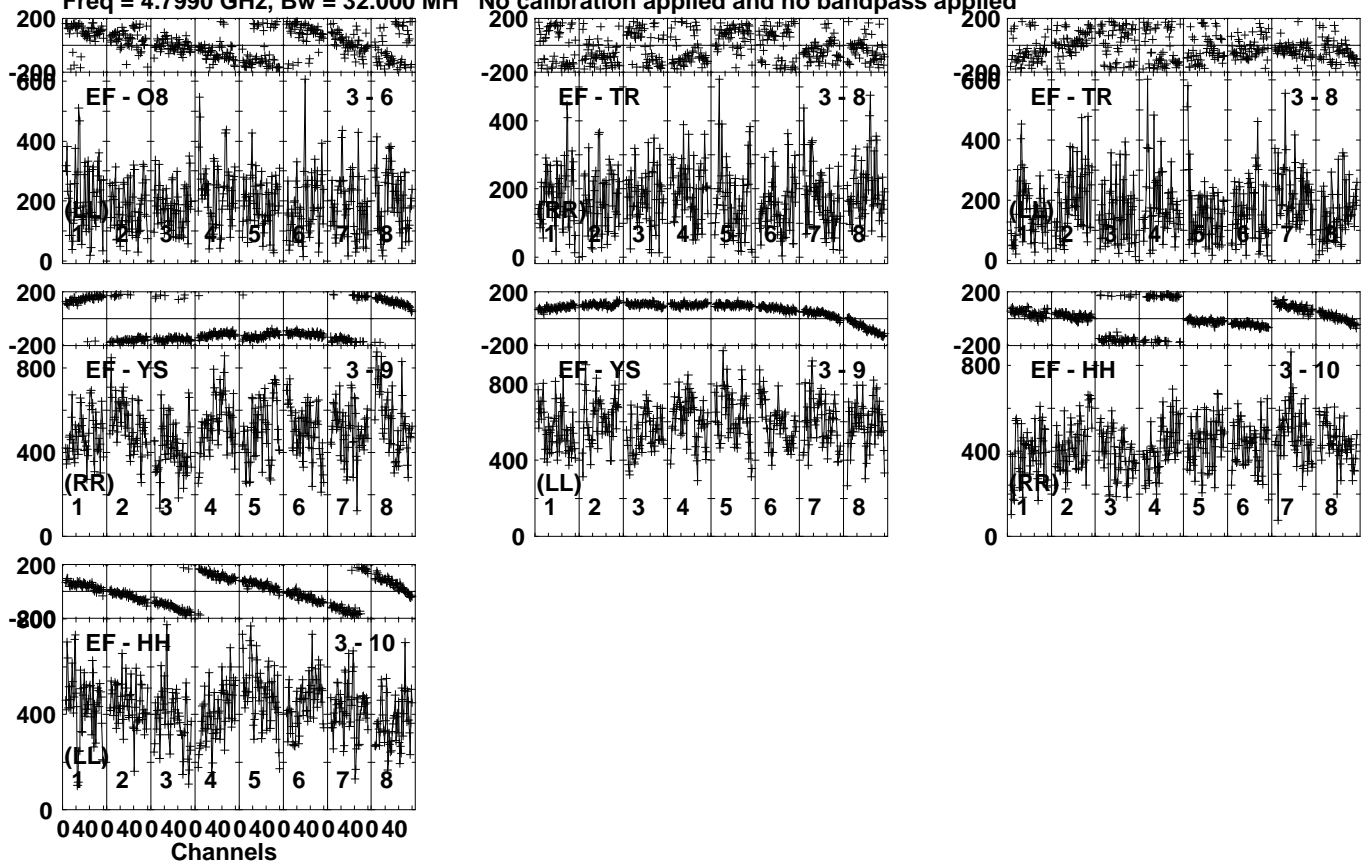 Freq = 4.7990 GHz, Bw = 32.000 MH No calibration applied and no bandpass applied
200
-200
600
400
200
0
EF - O8 3 - 6
(LL)
1 2 3 4 5 6 7 8
200
-200
400
200
0
EF - TR 3 - 8
(RR)
1 2 3 4 5 6 7 8
200
-200
600
400
200
0
EF - TR 3 - 8
(LL)
1 2 3 4 5 6 7 8
200
-200
800
400
0
EF - YS 3 - 9
(RR)
1 2 3 4 5 6 7 8
200
-200
800
400
0
EF - YS 3 - 9
(LL)
1 2 3 4 5 6 7 8
200
-200
800
400
0
EF - HH 3 - 10
(RR)
1 2 3 4 5 6 7 8
200
-200
800
400
0
EF - HH 3 - 10
(LL)
1 2 3 4 5 6 7 8
0 40 0 40 0 40 0 40 0 40 0 40 0 40 0 40
Channels